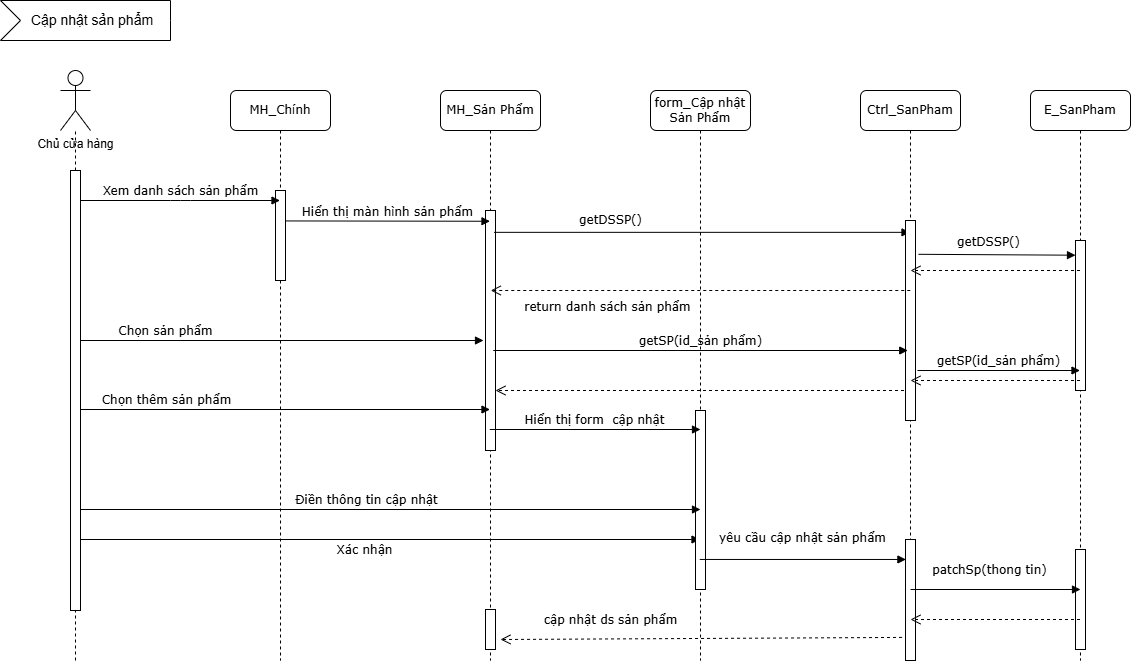 Cập nhật sản phẩm
Chủ cửa hàng
MH_Chính
MH_Sản Phẩm
form_Cập nhật
Sản Phẩm
Ctrl_SanPham
E_SanPham
Xem danh sách sản phẩm
Hiển thị màn hình sản phẩm
getDSSP()
getDSSP()
return danh sách sản phẩm
Chọn sản phẩm
getSP(id_sản phẩm)
getSP(id_sản phẩm)
Chọn thêm sản phẩm
Hiển thị form cập nhật
Điền thông tin cập nhật
Xác nhận
yêu cầu cập nhật sản phẩm
patchSp(thong tin)
cập nhật ds sản phẩm